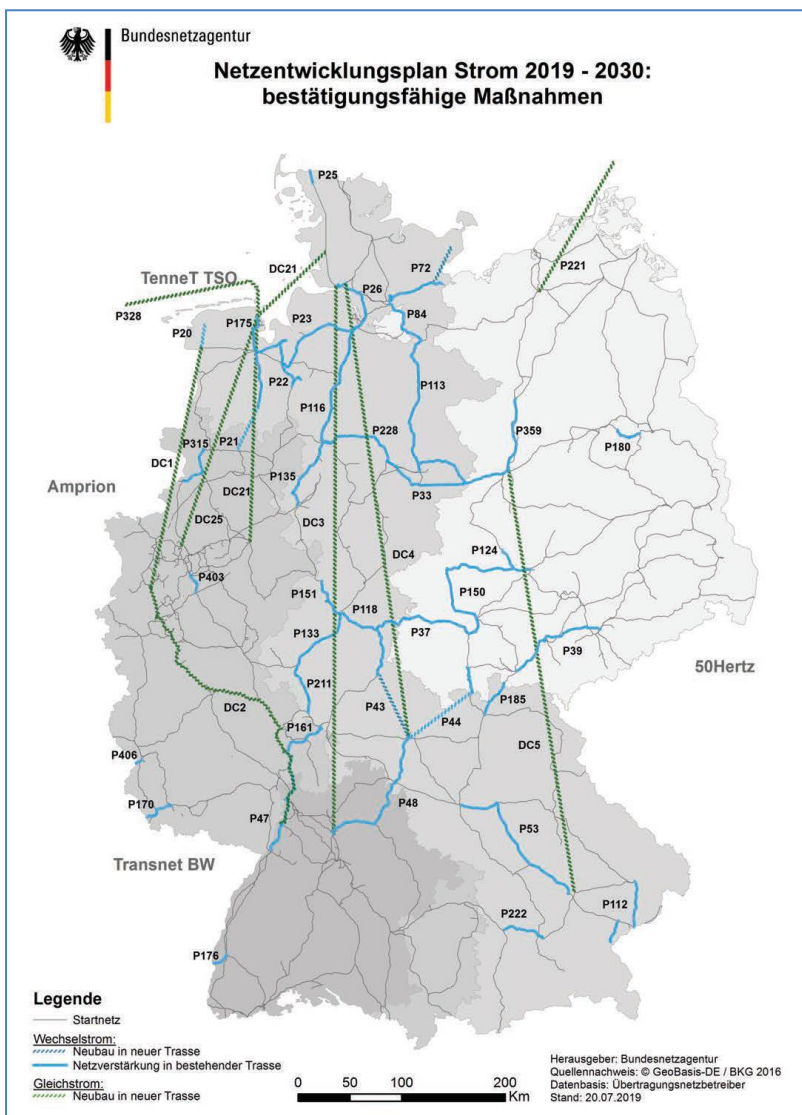 Bundesnetzagentur
Netzentwicklungsplan Strom 2019 - 2030:
bestätigungsfähige Maßnahmen
P25
P72
P221
DC21
TenneT TSO
P26
P328
P84
P20
P175
P23
P22
P113
P116
P359
P228
P180
P315
P21
DC1
P135
Amprion
DC21
P33
DC25
DC3
DC4
P124
P403
P151
P150
P118
P37
P133
P39
50Hertz
P211
DC2
P43
P44
P185
P161
DC5
P406
P170
P48
P47
P53
Transnet BW
P222
P112
P176
Legende
Startnetz
Wechselstrom:
Neubau in neuer Trasse
Netzverstärkung in bestehender Trasse
Gleichstrom:
Neubau in neuer Trasse
0 50 100 200
Km
Herausgeber: Bundesnetzagentur
Quellennachweis: © GeoBasis-DE / BKG 2016
Datenbasis: Übertragungsnetzbetreiber
Stand: 20.07.2019